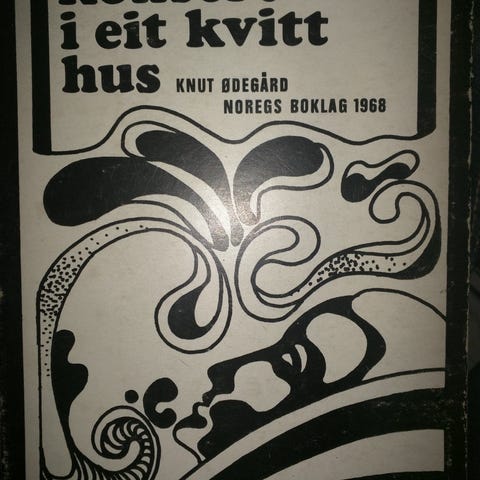 i eit kvitt
hus
KNUT ØDEGÅRD
NOREGS BOKLAG 1968